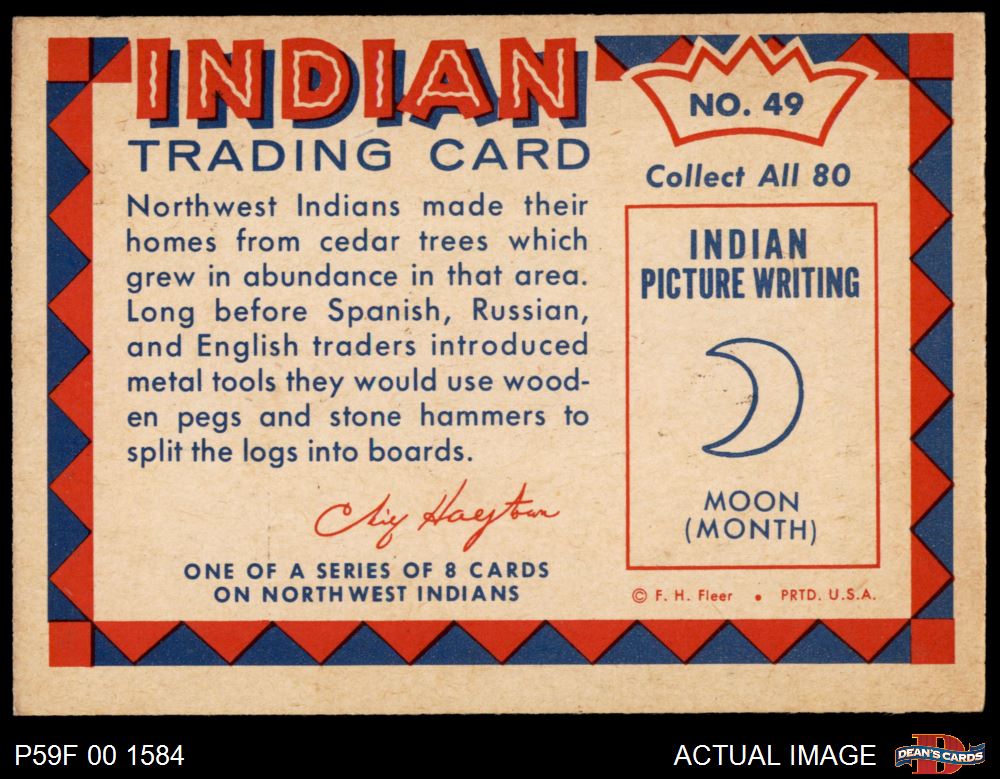 INDIAN
TRADING CARD
Northwest Indians made their
homes from cedar trees which
grew in abundance in that area.
Long before Spanish, Russian,
and English traders introduced
metal tools they would use wood-
en pegs and stone hammers to
split the logs into boards.
ONE OF A SERIES OF 8 CARDS
ON NORTHWEST INDIANS
NO. 49
Collect All 80
INDIAN
PICTURE WRITING
MOON
(MONTH)
© F. H. Fleer • PRTD. U.S.A.
P59F 00 1584
ACTUAL IMAGE
DEAN'S CARDS